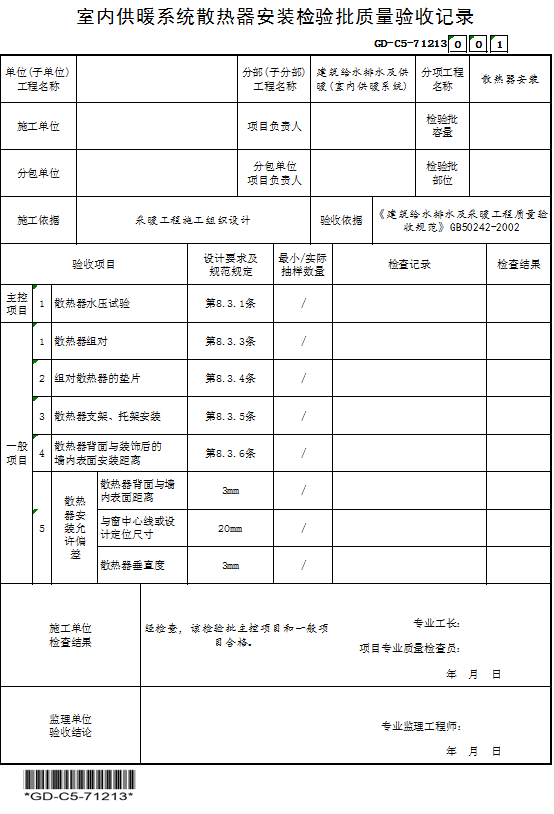 室内供暖系统散热器安装检验批质量验收记录
GD-C5-71213 0 0 1
单位(子单位)
工程名称
分部(子分部)
工程名称
建筑给水排水及供
暖(室内供暖系统)
分项工程
名称
散热器安装
施工单位
项目负责人
检验批
容量
分包单位
分包单位
项目负责人
检验批
部位
施工依据
采暖工程施工组织设计
验收依据
《建筑给水排水及采暖工程质量验
收规范》GB50242-2002
验收项目
设计要求及
规范规定
最小/实际
抽样数量
检查记录
检查结果
主控
项目
1 散热器水压试验 第8.3.1条 /
一般
项目
1 散热器组对 第8.3.3条 /
2 组对散热器的垫片 第8.3.4条 /
3 散热器支架、托架安装 第8.3.5条 /
4 散热器背面与装饰后的
墙内表面安装距离 第8.3.6条 /
5
散热
器安
装允
许偏
差
散热器背面与墙
内表面距离 3mm /
与窗中心线或设
计定位尺寸 20mm /
散热器垂直度 3mm /
施工单位
检查结果
经检查，该检验批主控项目和一般项
目合格。
专业工长：
项目专业质量检查员：
年 月 日
监理单位
验收结论
专业监理工程师：
年 月 日
*GD-C5-71213*